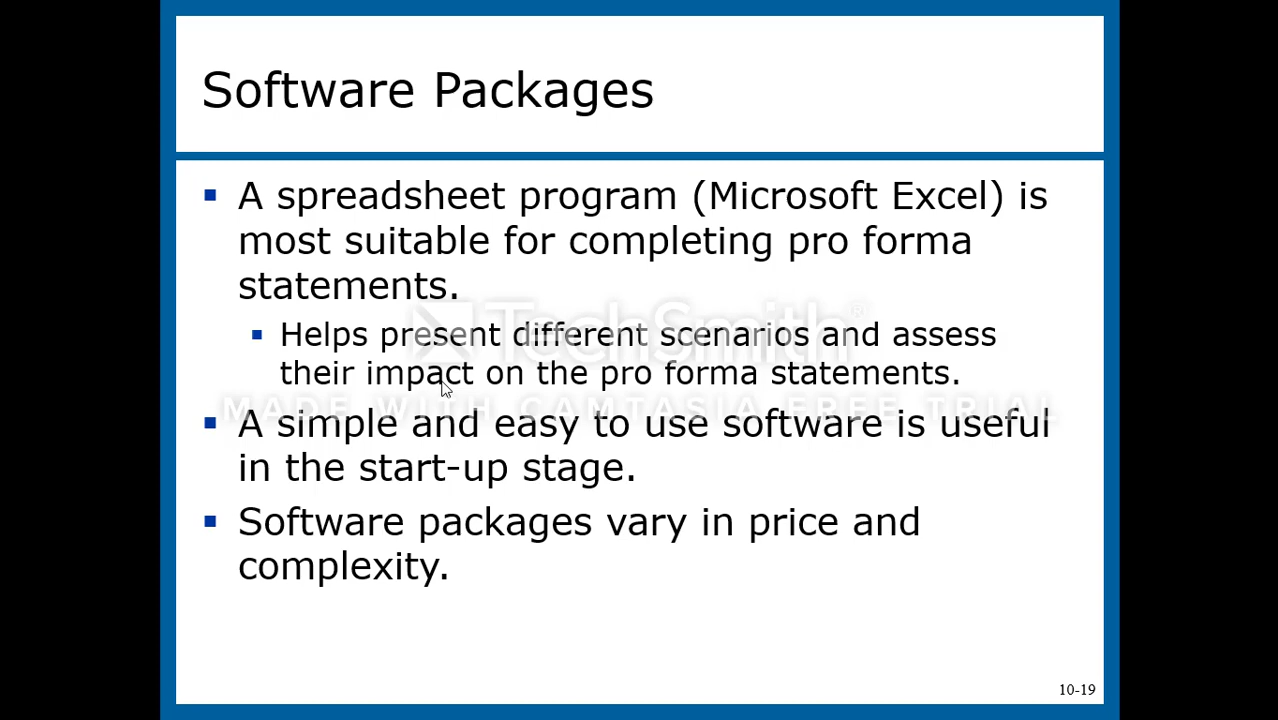 Software Packages
A spreadsheet program (Microsoft Excel) is
most suitable for completing pro forma
statements.
Helps present different scenarios and assess
their impact on the pro forma statements.
TechSmith®
MADE WITH CAMTASIA FREE TRIAL
A simple and easy to use software is useful
in the start-up stage.
Software packages vary in price and
complexity.
10-19